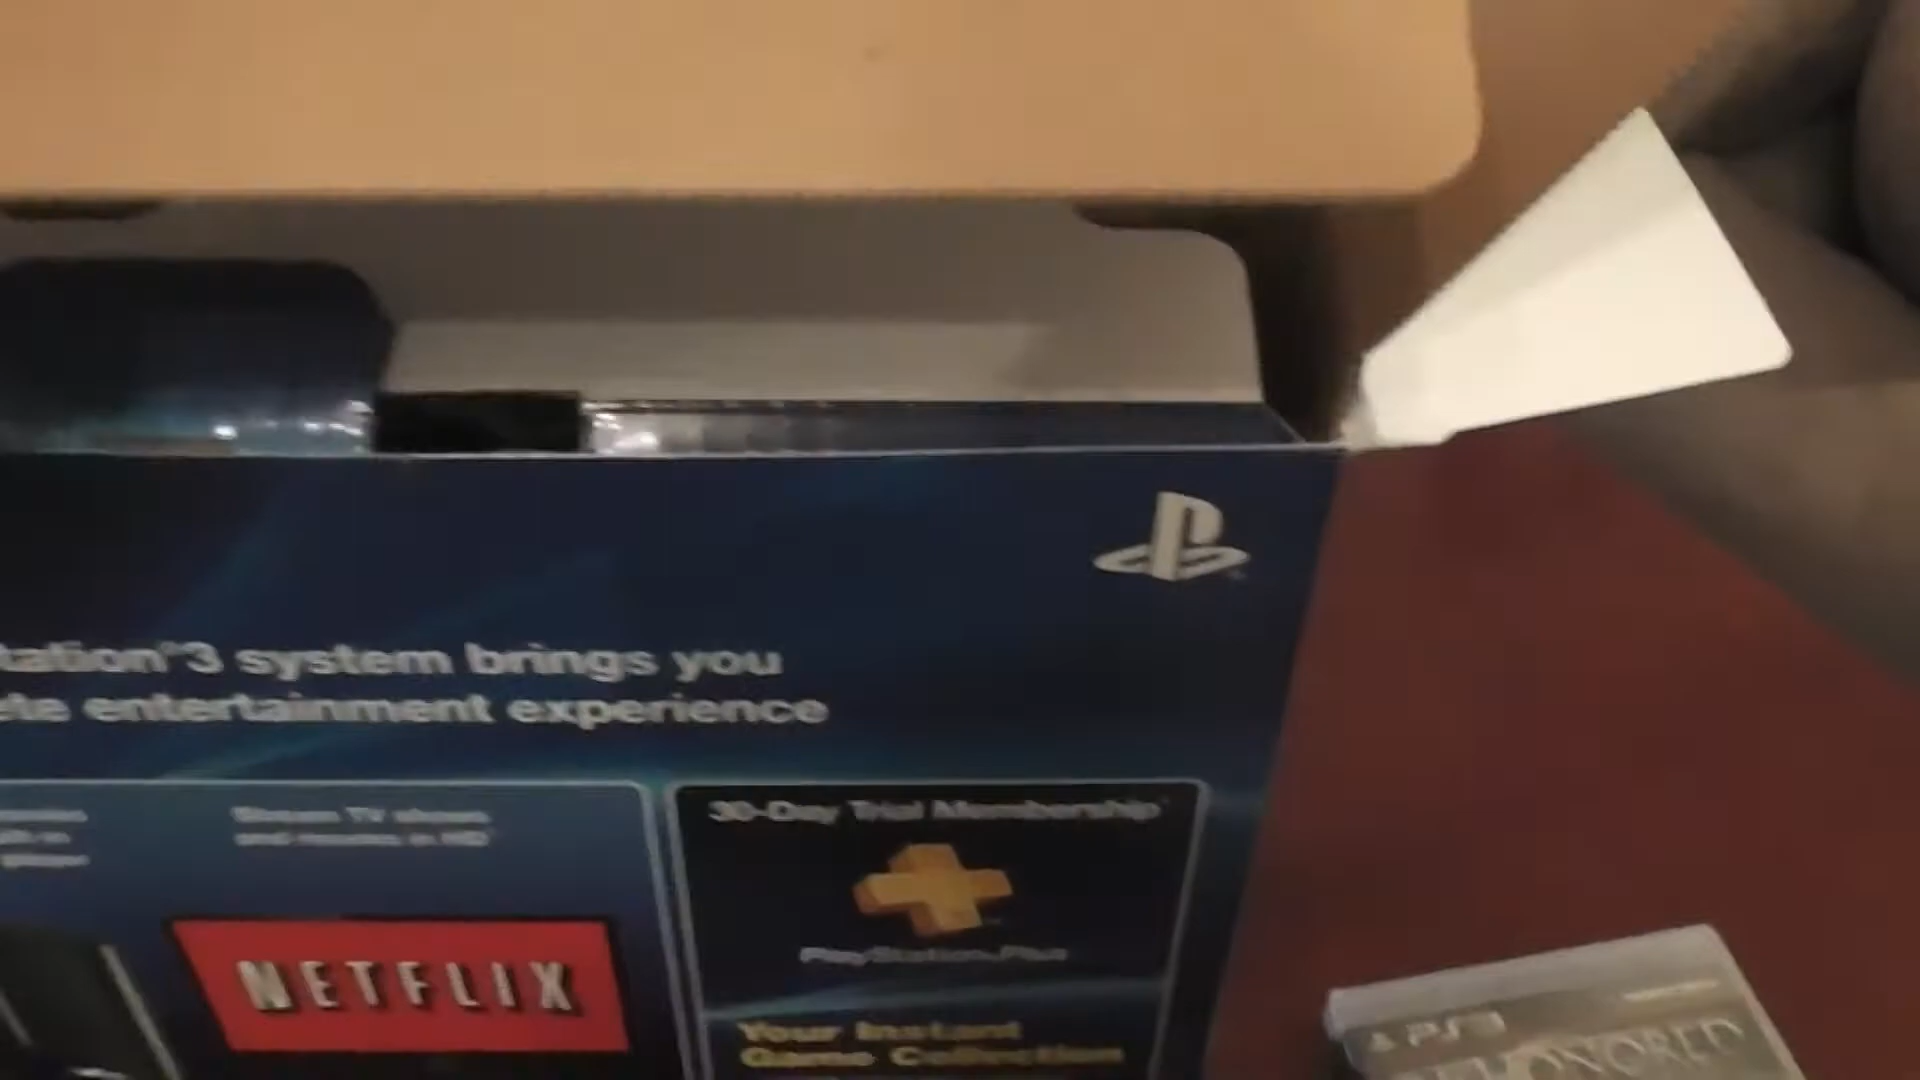 tation®3 system brings you
ete entertainment experience
Stream TV shows
and movies in HD
30-Day Trial Membership*
PlayStation Plus
NETFLIX
Your Instant
Game Collection
PS3
HONORED